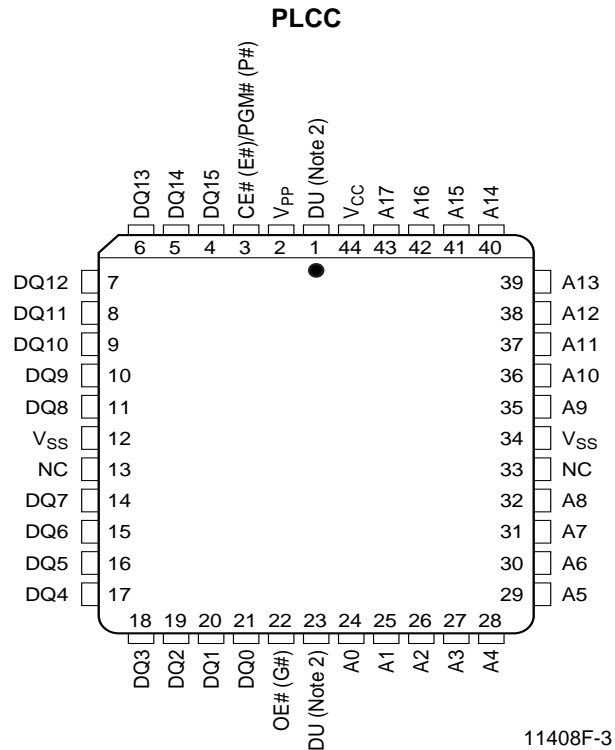 PLCC
DQ13
DQ14
DQ15
CE# (E#)/PGM# (P#)
VPP
DU (Note 2)
VCC
A17
A16
A15
A14
6 5 4 3 2 1 44 43 42 41 40
DQ12 7 39 A13
DQ11 8 38 A12
DQ10 9 37 A11
DQ9 10 36 A10
DQ8 11 35 A9
VSS 12 34 VSS
NC 13 33 NC
DQ7 14 32 A8
DQ6 15 31 A7
DQ5 16 30 A6
DQ4 17 29 A5
18 19 20 21 22 23 24 25 26 27 28
DQ3
DQ2
DQ1
DQ0
OE# (G#)
DU (Note 2)
A0
A1
A2
A3
A4
11408F-3